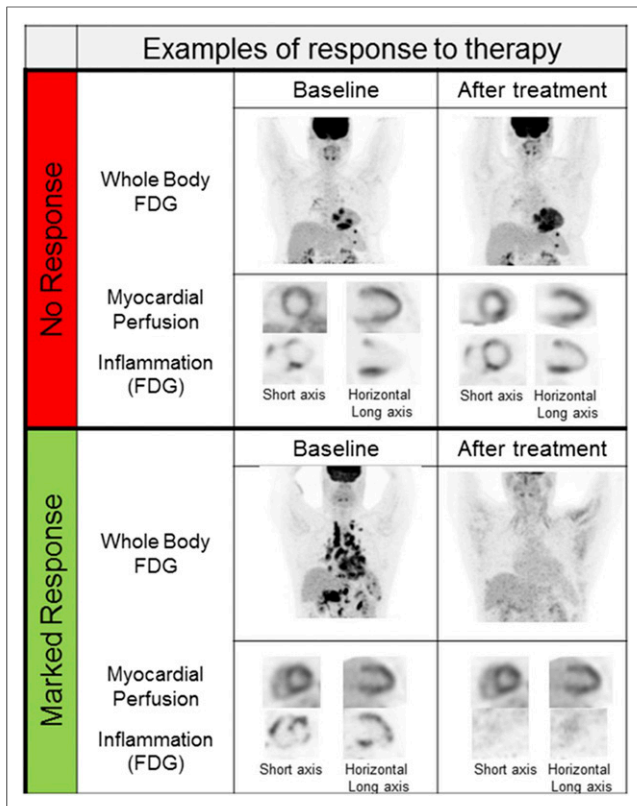 Examples of response to therapy
No Response
Baseline
After treatment
Whole Body
FDG
Myocardial
Perfusion
Inflammation
(FDG)
Short axis
Horizontal
Long axis
Short axis
Horizontal
Long axis
Marked Response
Baseline
After treatment
Whole Body
FDG
Myocardial
Perfusion
Inflammation
(FDG)
Short axis
Horizontal
Long axis
Short axis
Horizontal
Long axis